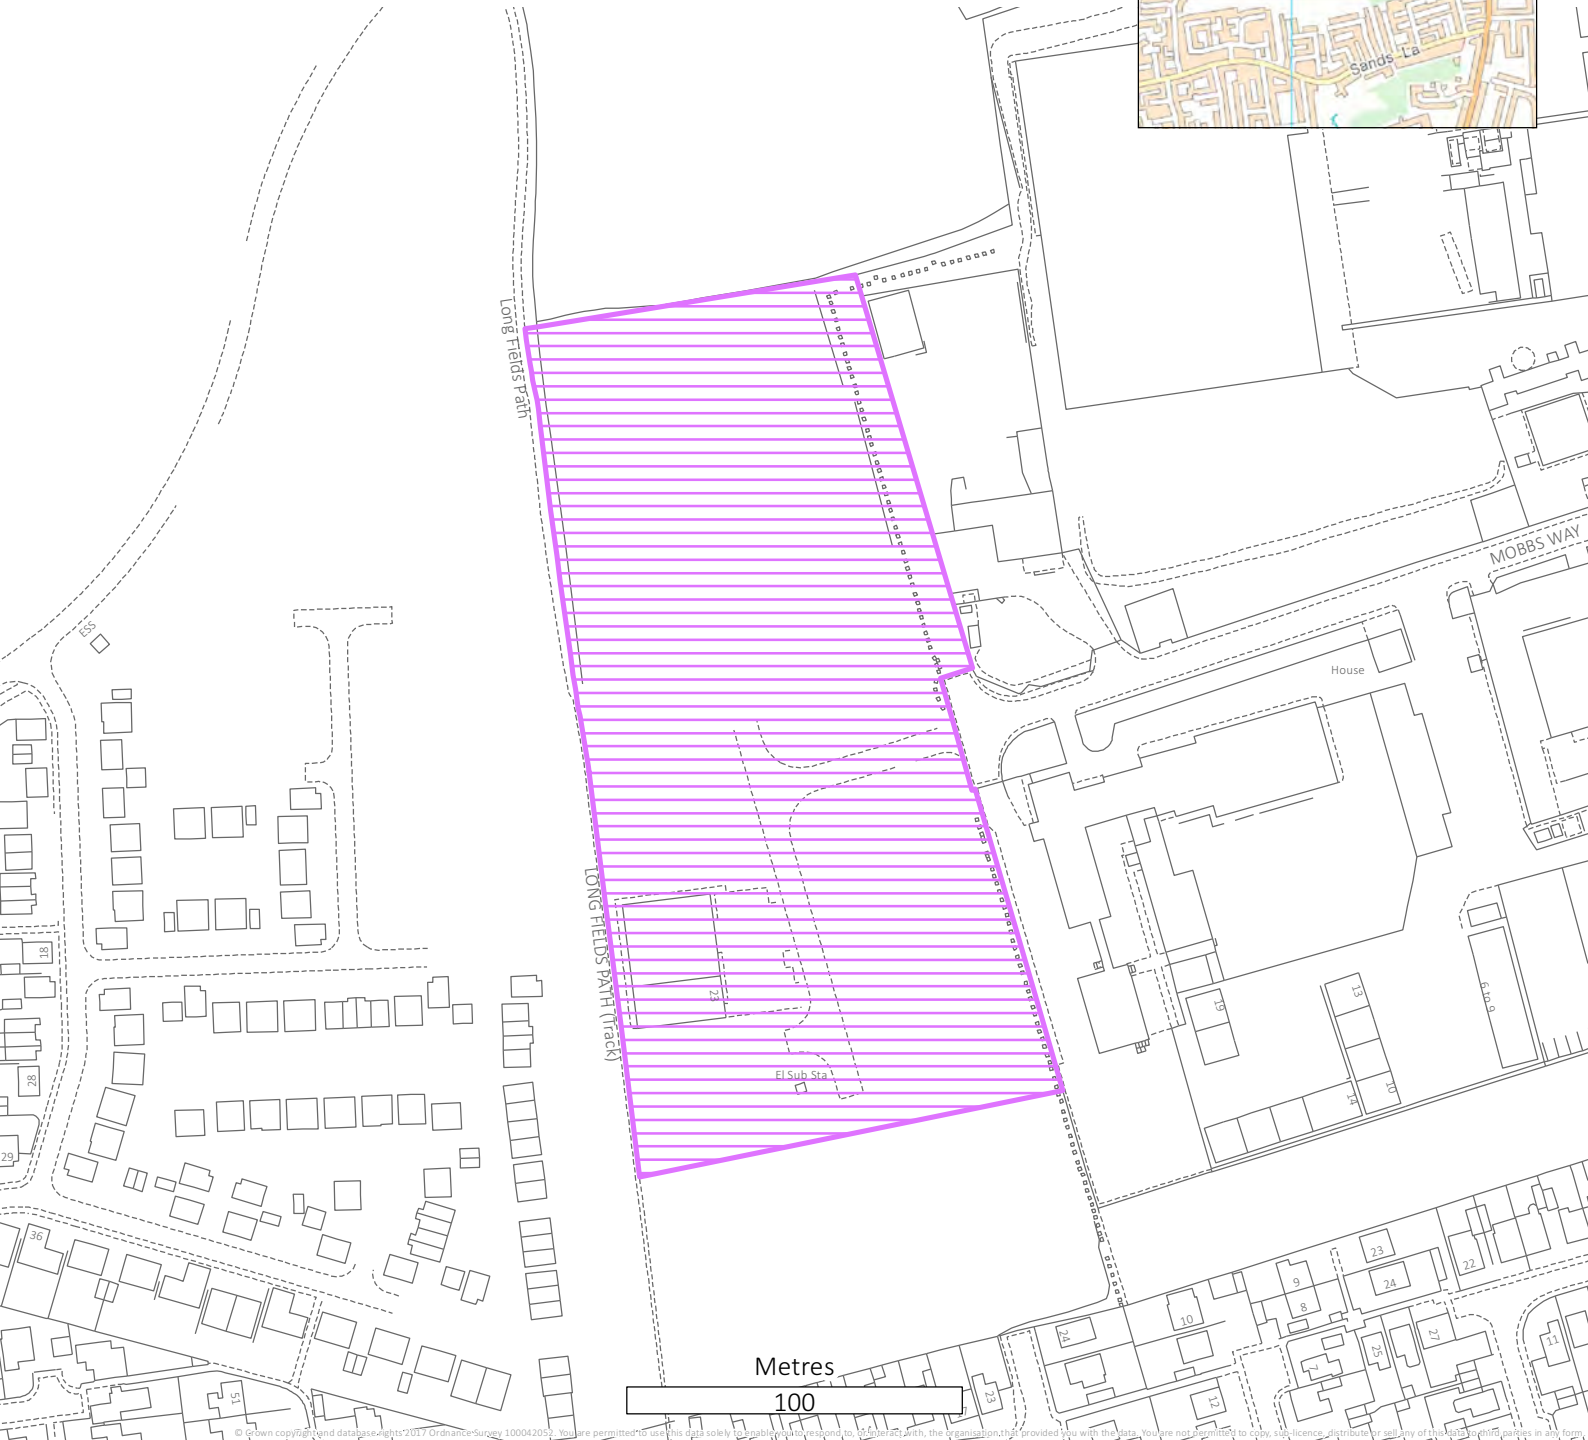 Sands La
Long Fields Path
MOBBS WAY
ESS
House
LONG FIELDS PATH (Track)
18
23
13
19
6 to 9
28
El Sub Sta
10
14
29
36
23
22
9
24
8
10
24
27
11
25
7
51
23
12
Metres
100
© Crown copyright and database rights 2017 Ordnance Survey 100042052. You are permitted to use this data solely to enable you to respond to, or interact with, the organisation that provided you with the data. You are not permitted to copy, sub-licence, distribute or sell any of this data to third parties in any form